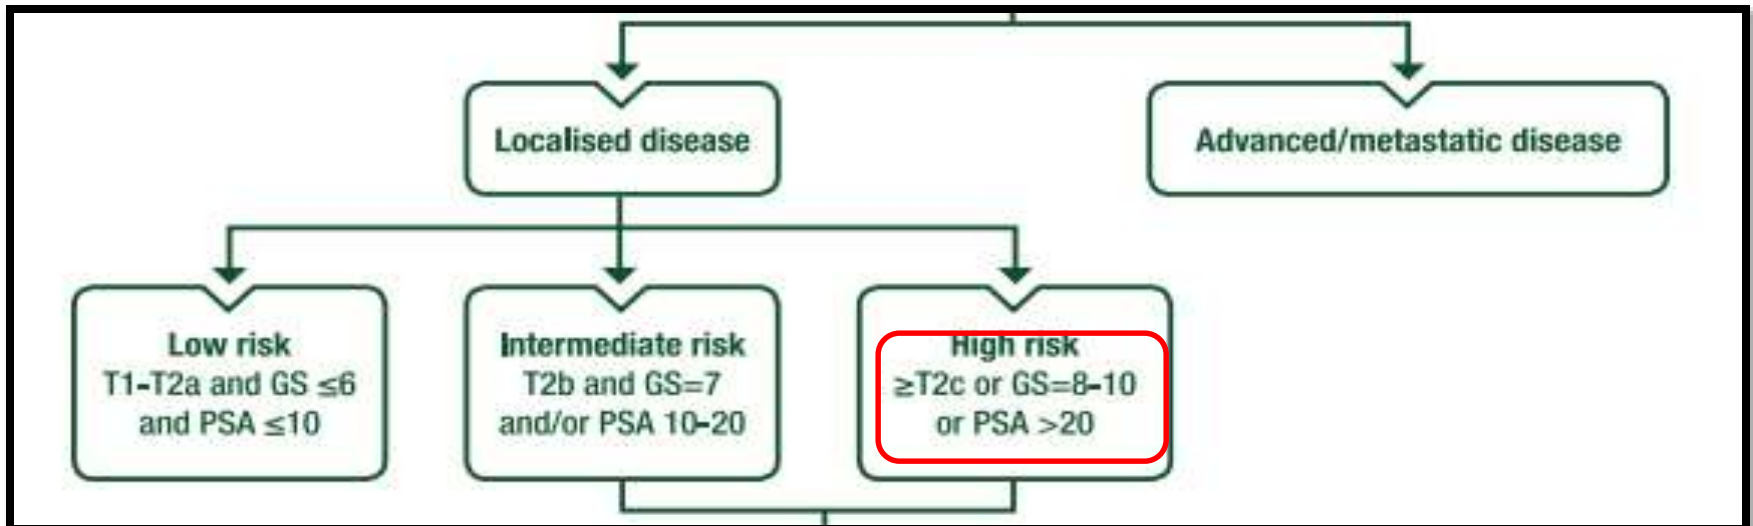 Localised disease
Advanced/metastatic disease
Low risk
T1-T2a and GS ≤6
and PSA ≤10
Intermediate risk
T2b and GS=7
and/or PSA 10-20
High risk
≥T2c or GS=8-10
or PSA >20